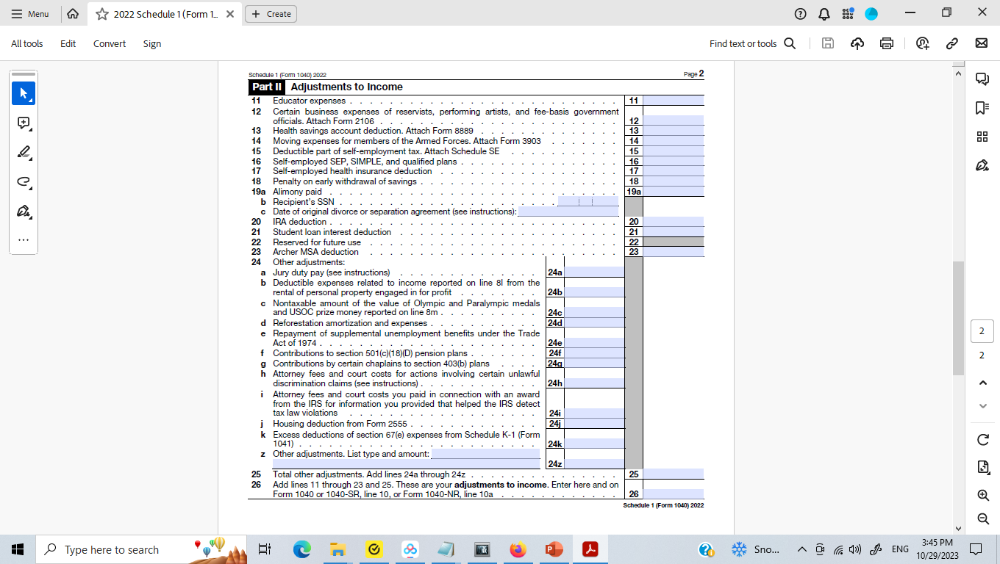 Menu
2022 Schedule 1 (Form 1...
Create
All tools
Edit
Convert
Sign
Find text or tools
Schedule 1 (Form 1040) 2022
Page 2
Part II Adjustments to Income
11 Educator expenses . . . . . . . . . . . . . . . . . . . . . . . . . . . 11
12 Certain business expenses of reservists, performing artists, and fee-basis government
officials. Attach Form 2106 . . . . . . . . . . . . . . . . . . . . . . . . 12
13 Health savings account deduction. Attach Form 8889 . . . . . . . . . . . . . . 13
14 Moving expenses for members of the Armed Forces. Attach Form 3903 . . . . . . . 14
15 Deductible part of self-employment tax. Attach Schedule SE . . . . . . . . . . . 15
16 Self-employed SEP, SIMPLE, and qualified plans . . . . . . . . . . . . . . . . 16
17 Self-employed health insurance deduction . . . . . . . . . . . . . . . . . . 17
18 Penalty on early withdrawal of savings . . . . . . . . . . . . . . . . . . . . 18
19a Alimony paid . . . . . . . . . . . . . . . . . . . . . . . . . . . . . 19a
b Recipient's SSN . . . . . . . . . . . . . . . . . . . . . .
c Date of original divorce or separation agreement (see instructions):
20 IRA deduction . . . . . . . . . . . . . . . . . . . . . . . . . . . . . 20
21 Student loan interest deduction . . . . . . . . . . . . . . . . . . . . . . . 21
22 Reserved for future use . . . . . . . . . . . . . . . . . . . . . . . . . 22
23 Archer MSA deduction . . . . . . . . . . . . . . . . . . . . . . . . . 23
24 Other adjustments:
a Jury duty pay (see instructions) . . . . . . . . . . . . . . 24a
b Deductible expenses related to income reported on line 8l from the
rental of personal property engaged in for profit . . . . . . . . 24b
c Nontaxable amount of the value of Olympic and Paralympic medals
and USOC prize money reported on line 8m . . . . . . . . . . 24c
d Reforestation amortization and expenses . . . . . . . . . . . 24d
e Repayment of supplemental unemployment benefits under the Trade
Act of 1974 . . . . . . . . . . . . . . . . . . . . . . 24e
f Contributions to section 501(c)(18)(D) pension plans . . . . . . . 24f
g Contributions by certain chaplains to section 403(b) plans . . . . 24g
h Attorney fees and court costs for actions involving certain unlawful
discrimination claims (see instructions) . . . . . . . . . . . . 24h
i Attorney fees and court costs you paid in connection with an award
from the IRS for information you provided that helped the IRS detect
tax law violations . . . . . . . . . . . . . . . . . . . 24i
j Housing deduction from Form 2555 . . . . . . . . . . . . . 24j
k Excess deductions of section 67(e) expenses from Schedule K-1 (Form
1041) . . . . . . . . . . . . . . . . . . . . . . . . 24k
z Other adjustments. List type and amount:
24z
25 Total other adjustments. Add lines 24a through 24z . . . . . . . . . . . . . . . 25
26 Add lines 11 through 23 and 25. These are your adjustments to income. Enter here and on
Form 1040 or 1040-SR, line 10, or Form 1040-NR, line 10a . . . . . . . . . . . . 26
Schedule 1 (Form 1040) 2022
2
2
Type here to search
Sno...
ENG
3:45 PM
10/29/2023